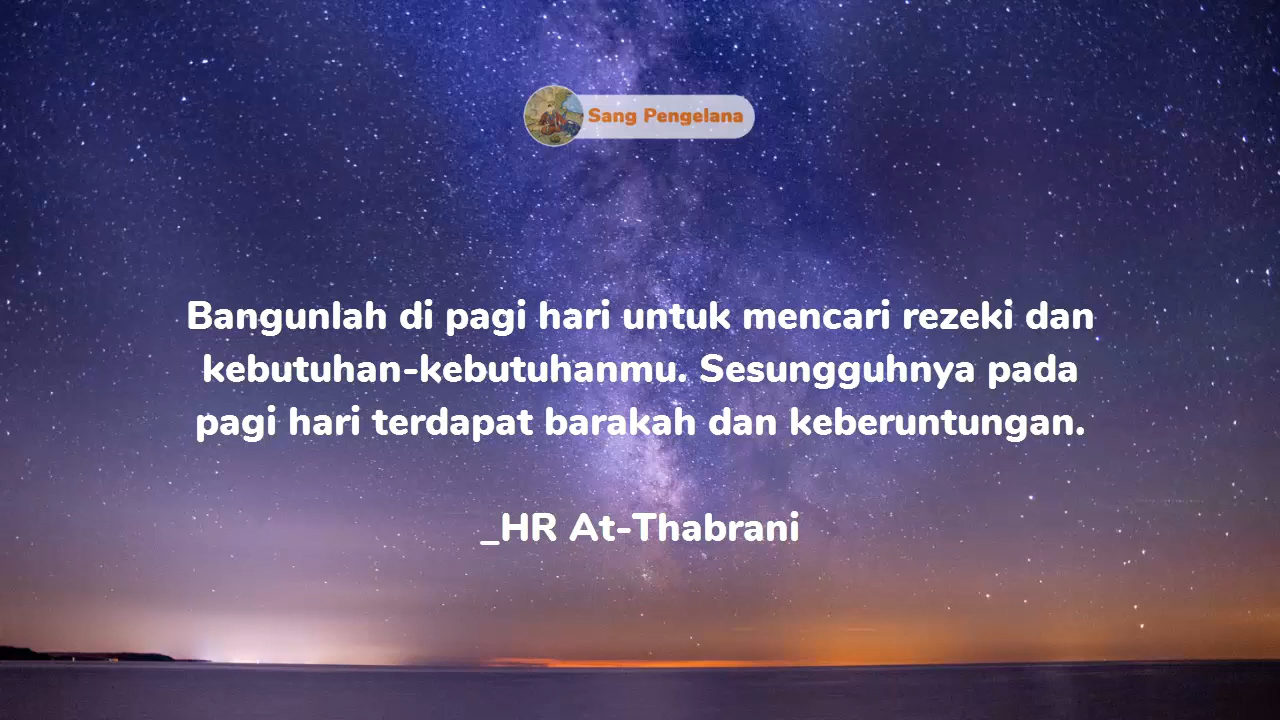 Sang Pengelana
Bangunlah di pagi hari untuk mencari rezeki dan
kebutuhan-kebutuhanmu. Sesungguhnya pada
pagi hari terdapat barakah dan keberuntungan.
_HR At-Thabrani